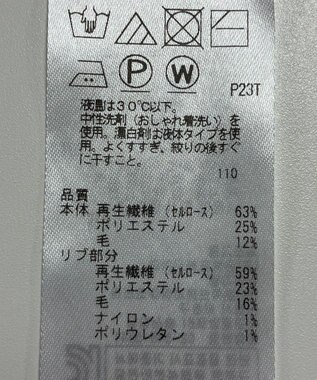 P W P23T
液温は30℃以下。
中性洗剤（おしゃれ着洗い）を
使用。漂白剤は液体タイプを使
用。よくすすぎ、絞りの後すぐ
に干すこと。
110
品質
本体 再生繊維（セルロース） 63%
ポリエステル 25%
毛 12%
リブ部分
再生繊維（セルロース） 59%
ポリエステル 23%
毛 16%
ナイロン 1%
ポリウレタン 1%